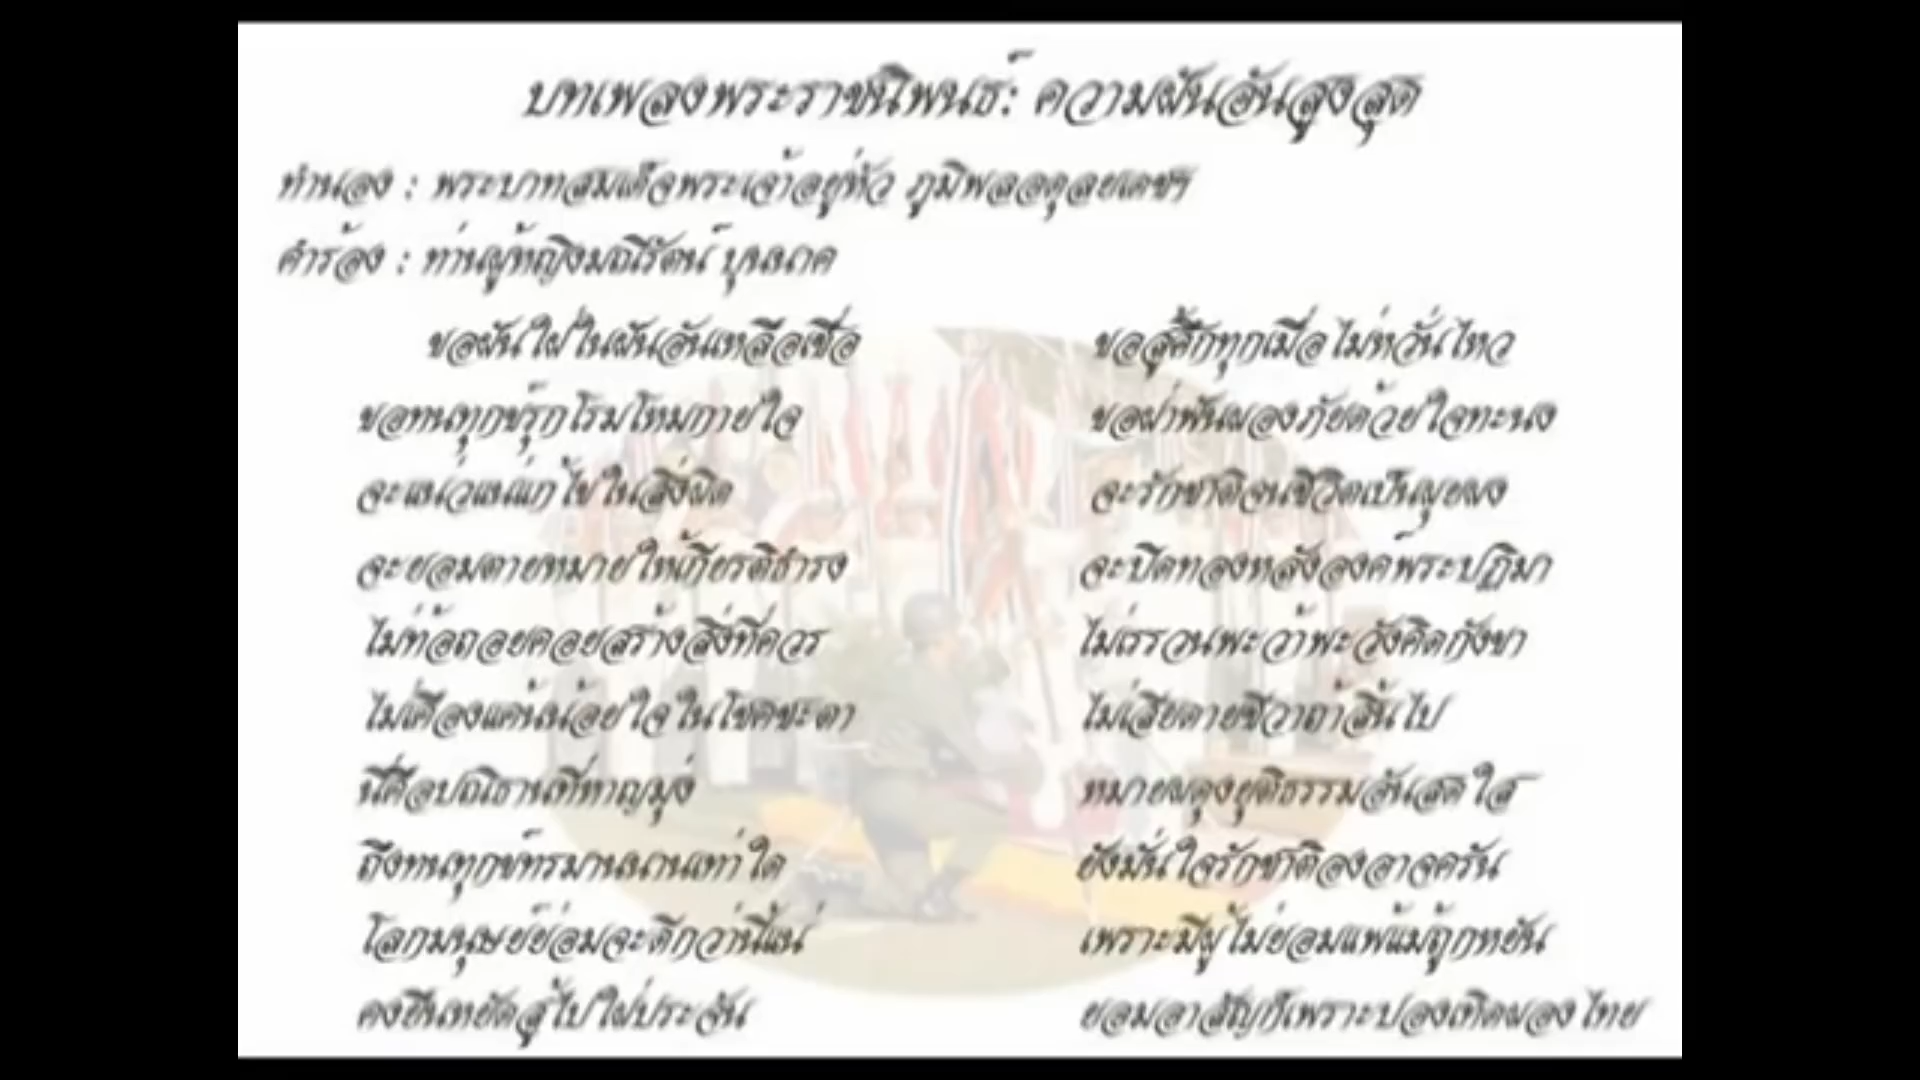 บทเพลงพระราชนิพนธ์: ความฝันอันสูงสุด
ทำนอง : พระบาทสมเด็จพระเจ้าอยู่หัว ภูมิพลอดุลยเดชฯ
คำร้อง : ท่านผู้หญิงมณีรัตน์ บุนนาค
ขอฝันใฝ่ในฝันอันเหลือเชื่อ ขอสู้ศึกทุกเมื่อไม่หวั่นไหว
ขอทนทุกข์รุกโรมโหมกายใจ ขอฝ่าฟันผองภัยด้วยใจทะนง
จะแน่วแน่แก้ไขในสิ่งผิด จะรักชาติจนชีวิตเป็นผุยผง
จะยอมตายหมายให้เกียรติธำรง จะปิดทองหลังองค์พระปฏิมา
ไม่ท้อถอยคอยสร้างสิ่งที่ควร ไม่เรรวนพะว้าพะวังคิดกังขา
ไม่เคืองแค้นน้อยใจในโชคชะตา ไม่เสียดายชีวาถ้าสิ้นไป
นี่คือปณิธานที่หาญมุ่ง หมายผดุงยุติธรรมอันสดใส
ถึงทนทุกข์ทรมานนานเท่าใด ยังมั่นใจรักชาติองอาจครัน
โลกมนุษย์ย่อมจะดีกว่านี้แน่ เพราะมีผู้ไม่ยอมแพ้แม้ถูกหยัน
คงยืนหยัดสู้ไปใฝ่ประจัน ยอมอาสัญก็เพราะปองเทิดผองไทย